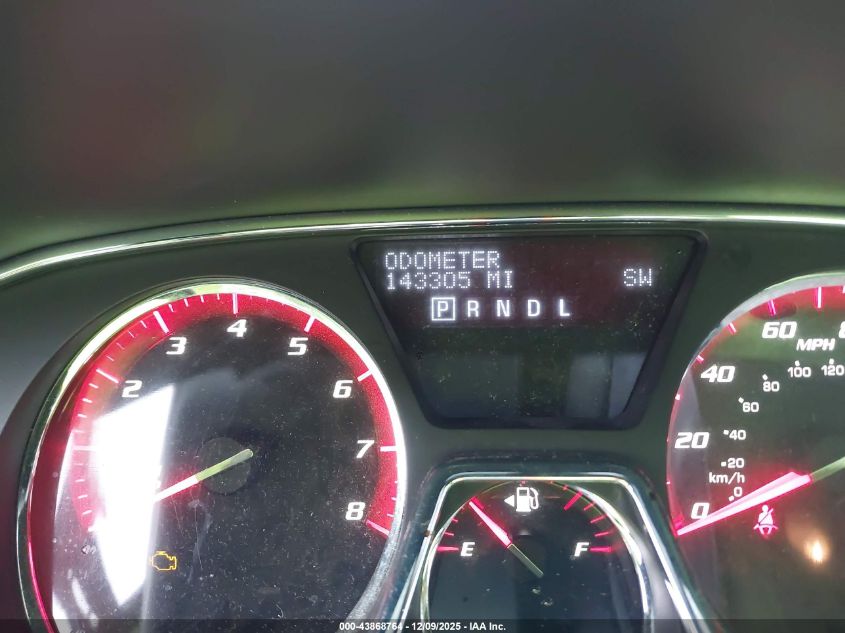 ODOMETER
143305 MI SW
P R N D L
2 3 4 5 6 7 8
0 20 40 60 MPH
0 20 40 60 80 100 120
km/h
E F
000-43868764 - 12/09/2025 - IAA Inc.